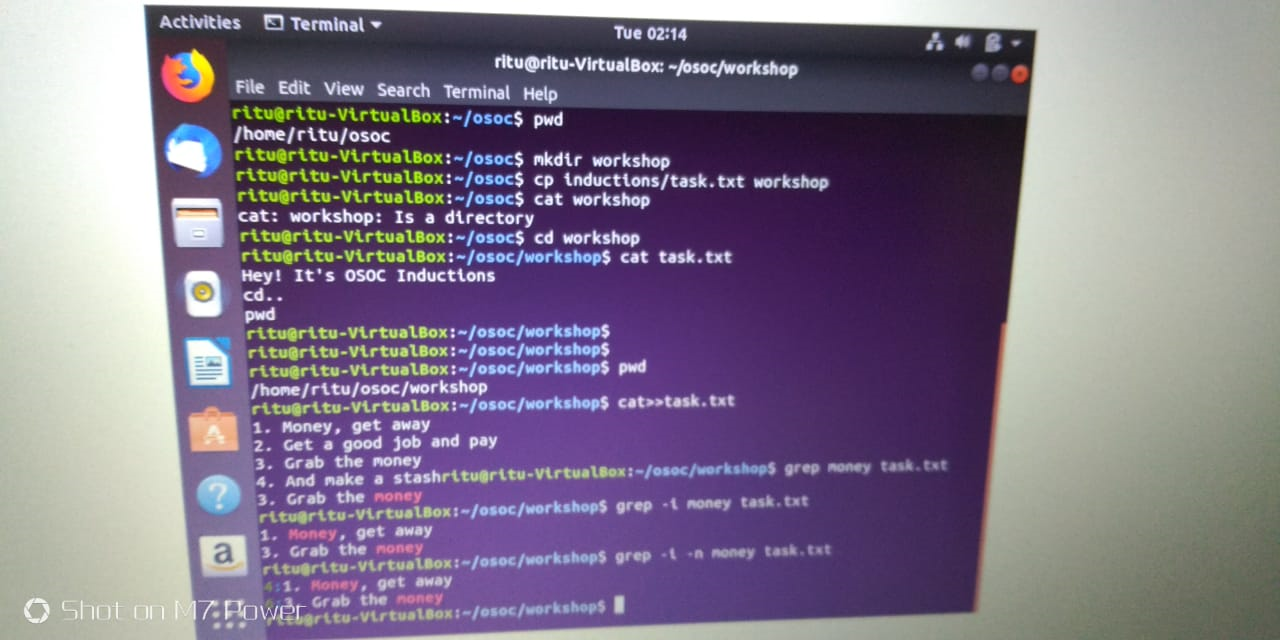 Activities Terminal Tue 02:14
ritu@ritu-VirtualBox: ~/osoc/workshop
File Edit View Search Terminal Help
ritu@ritu-VirtualBox:~/osoc$ pwd
/home/ritu/osoc
ritu@ritu-VirtualBox:~/osoc$ mkdir workshop
ritu@ritu-VirtualBox:~/osoc$ cp inductions/task.txt workshop
ritu@ritu-VirtualBox:~/osoc$ cat workshop
cat: workshop: Is a directory
ritu@ritu-VirtualBox:~/osoc$ cd workshop
ritu@ritu-VirtualBox:~/osoc/workshop$ cat task.txt
Hey! It's OSOC Inductions
cd..
pwd
ritu@ritu-VirtualBox:~/osoc/workshop$
ritu@ritu-VirtualBox:~/osoc/workshop$
ritu@ritu-VirtualBox:~/osoc/workshop$ pwd
/home/ritu/osoc/workshop
ritu@ritu-VirtualBox:~/osoc/workshop$ cat>>task.txt
1. Money, get away
2. Get a good job and pay
3. Grab the money
4. And make a stashritu@ritu-VirtualBox:~/osoc/workshop$ grep money task.txt
3. Grab the money
ritu@ritu-VirtualBox:~/osoc/workshop$ grep -i money task.txt
1. Money, get away
3. Grab the money
ritu@ritu-VirtualBox:~/osoc/workshop$ grep -i -n money task.txt
4:1. Money, get away
3. Grab the money
ritu@ritu-VirtualBox:~/osoc/workshop$
Shot on M7 Power